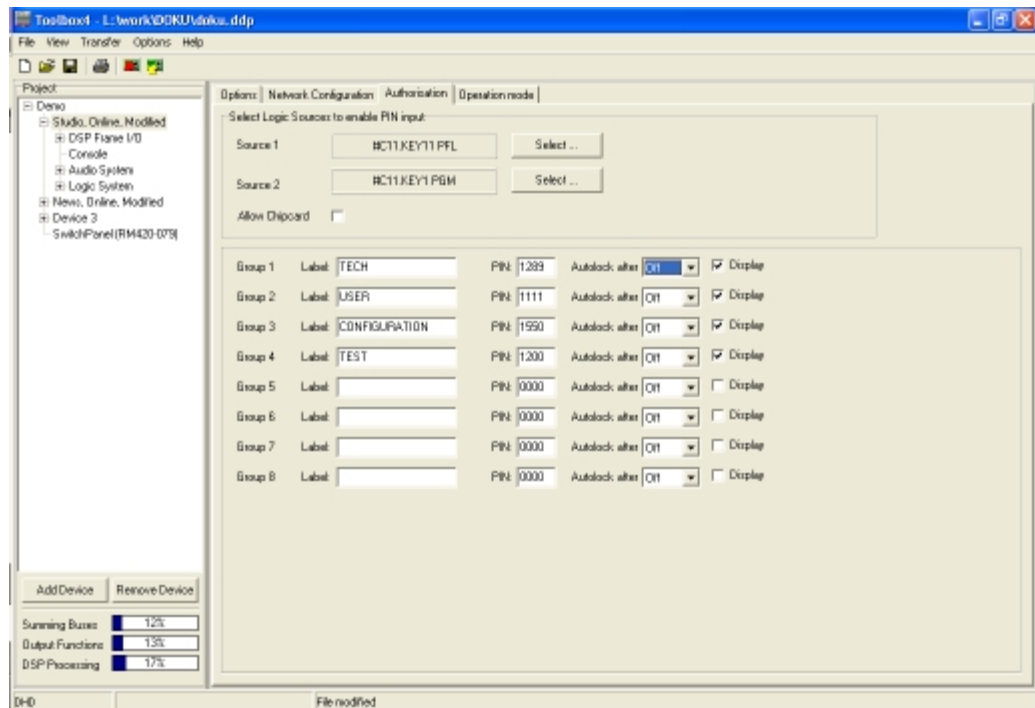 Toolbox4 - L:\work\DOKU\doku.ddp
File View Transfer Options Help
Project
Demo
Studio, Online, Modified
DSP Frame I/O
Console
Audio System
Logic System
News, Online, Modified
Device 3
SwitchPanel(RM420-079)
Add Device Remove Device
Summing Buses 12%
Output Functions 13%
DSP Processing 17%
Options Network Configuration Authorisation Operation mode
Select Logic Sources to enable PIN input
Source 1 #C11.KEY11 PFL Select ...
Source 2 #C11.KEY1 PGM Select ...
Allow Chipcard
Group 1 Label: TECH PIN: 1289 Autolock after Off Display
Group 2 Label: USER PIN: 1111 Autolock after Off Display
Group 3 Label: CONFIGURATION PIN: 1550 Autolock after Off Display
Group 4 Label: TEST PIN: 1200 Autolock after Off Display
Group 5 Label: PIN: 0000 Autolock after Off Display
Group 6 Label: PIN: 0000 Autolock after Off Display
Group 7 Label: PIN: 0000 Autolock after Off Display
Group 8 Label: PIN: 0000 Autolock after Off Display
DHD File modified